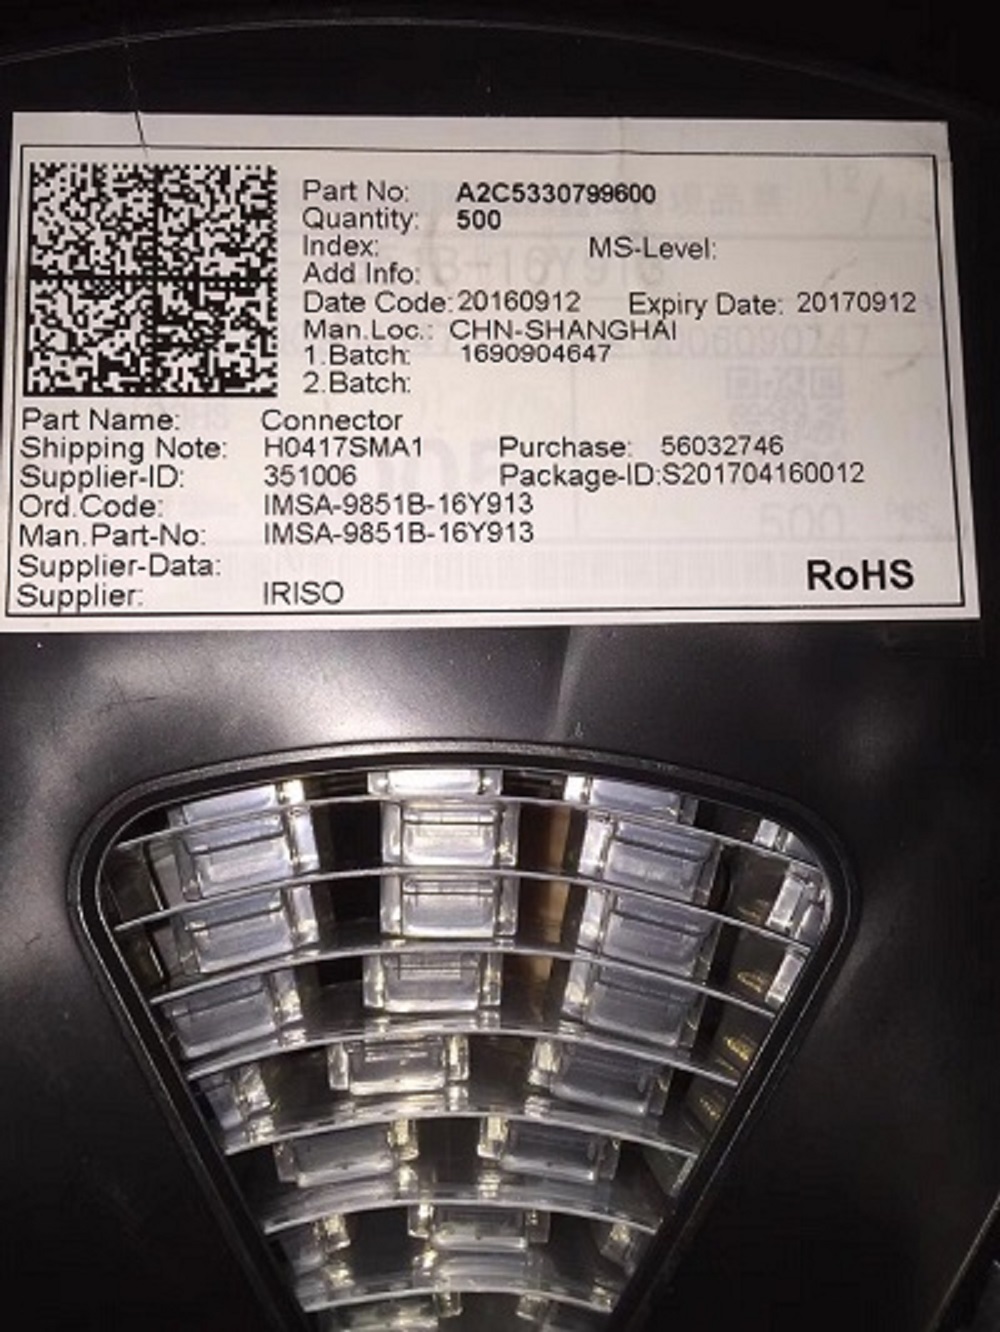 Part No: A2C5330799600
Quantity: 500
Index: MS-Level:
Add Info:
Date Code: 20160912 Expiry Date: 20170912
Man.Loc.: CHN-SHANGHAI
1.Batch: 1690904647
2.Batch:
Part Name: Connector
Shipping Note: H0417SMA1 Purchase: 56032746
Supplier-ID: 351006 Package-ID:S201704160012
Ord.Code: IMSA-9851B-16Y913
Man.Part-No: IMSA-9851B-16Y913
Supplier-Data:
Supplier: IRISO
RoHS